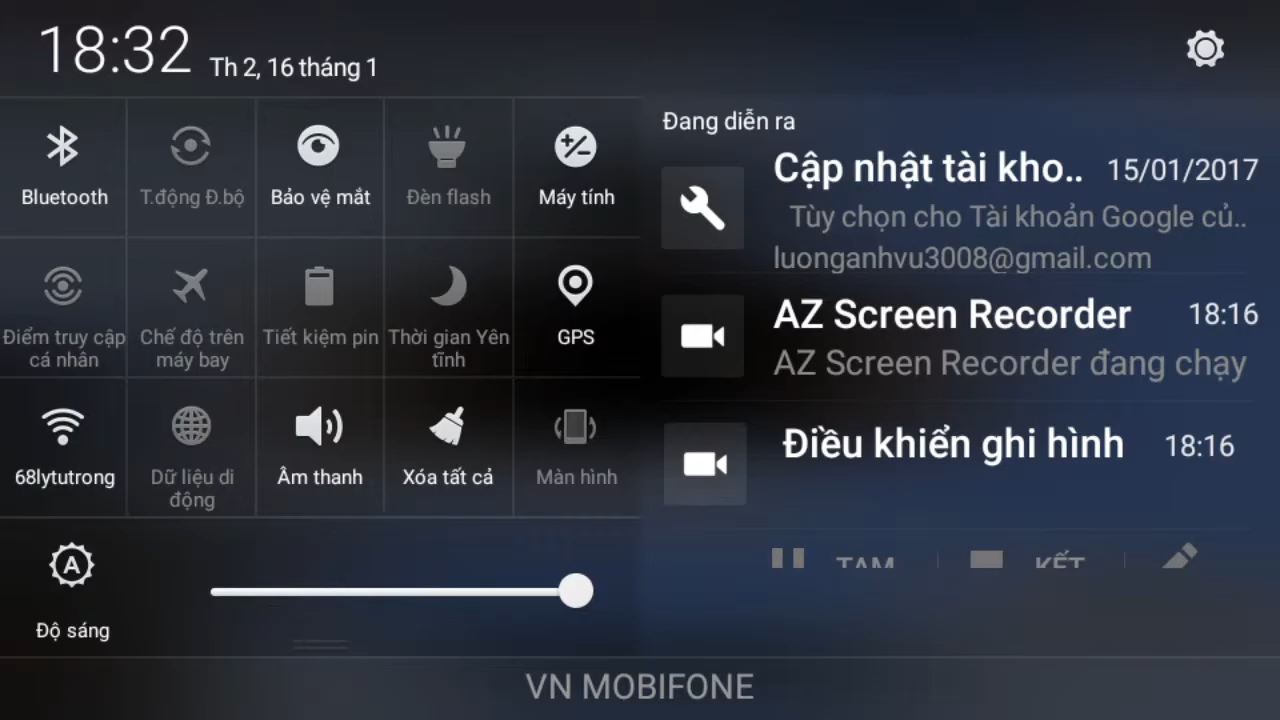 18:32
Th 2, 16 tháng 1
Bluetooth
T.động Đ.bộ
Bảo vệ mắt
Đèn flash
Máy tính
Điểm truy cập
cá nhân
Chế độ trên
máy bay
Tiết kiệm pin
Thời gian Yên
tĩnh
GPS
68lytutrong
Dữ liệu di
động
Âm thanh
Xóa tất cả
Màn hình
A
Độ sáng
Đang diễn ra
Cập nhật tài kho.. 15/01/2017
Tùy chọn cho Tài khoản Google củ..
luonganhvu3008@gmail.com
AZ Screen Recorder 18:16
AZ Screen Recorder đang chạy
Điều khiển ghi hình 18:16
KẾT
VN MOBIFONE